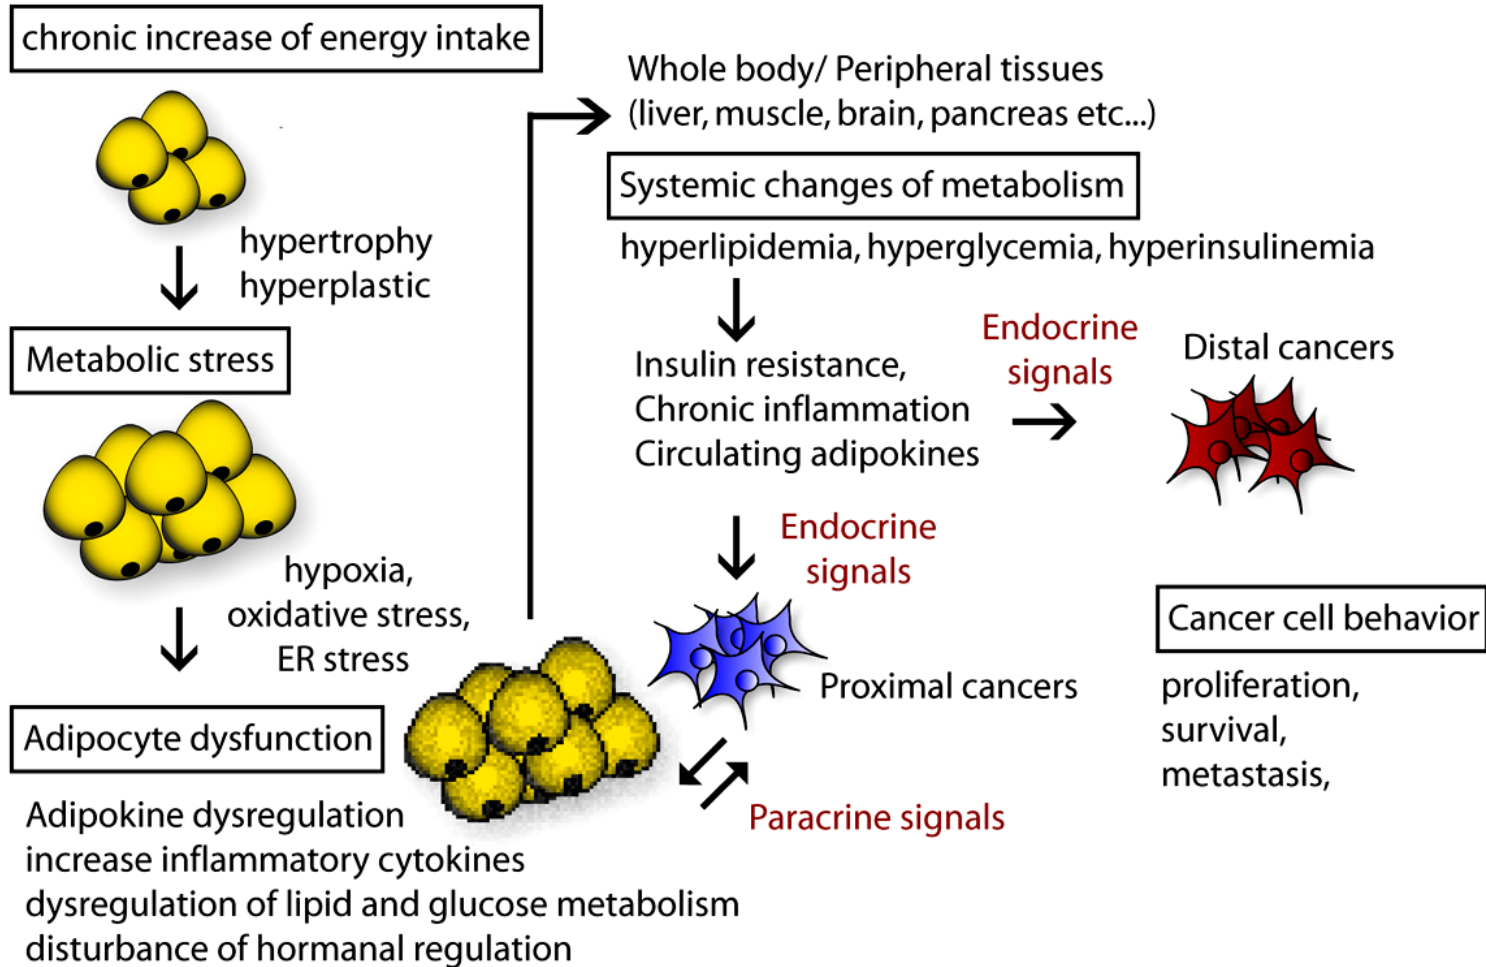 chronic increase of energy intake
hypertrophy
hyperplastic
Metabolic stress
hypoxia,
oxidative stress,
ER stress
Adipocyte dysfunction
Adipokine dysregulation
increase inflammatory cytokines
dysregulation of lipid and glucose metabolism
disturbance of hormanal regulation
Whole body/ Peripheral tissues
(liver, muscle, brain, pancreas etc...)
Systemic changes of metabolism
hyperlipidemia, hyperglycemia, hyperinsulinemia
Insulin resistance,
Chronic inflammation
Circulating adipokines
Endocrine
signals
Distal cancers
Endocrine
signals
Proximal cancers
Paracrine signals
Cancer cell behavior
proliferation,
survival,
metastasis,